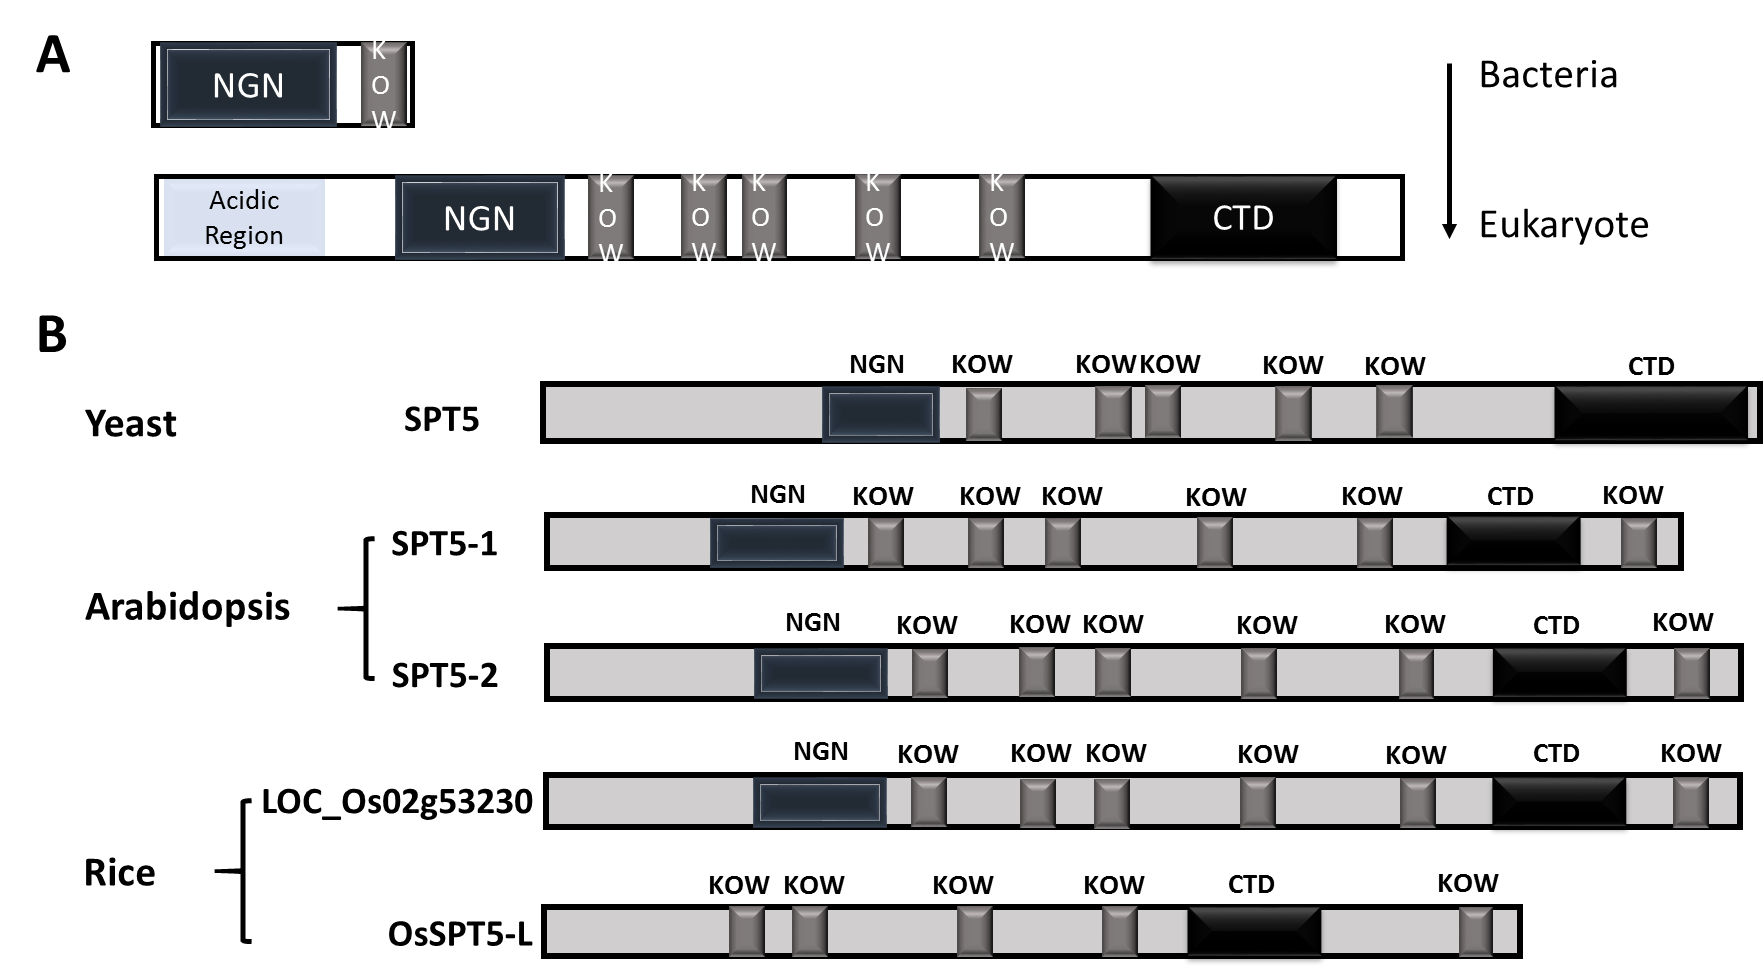 A
NGN
K
O
W
Bacteria
Acidic
Region
NGN
K
O
W
K
O
W
K
O
W
K
O
W
K
O
W
CTD
Eukaryote
B
NGN KOW KOW KOW KOW KOW CTD
Yeast SPT5
NGN KOW KOW KOW KOW KOW CTD KOW
SPT5-1
Arabidopsis
NGN KOW KOW KOW KOW KOW CTD KOW
SPT5-2
NGN KOW KOW KOW KOW KOW CTD KOW
LOC_Os02g53230
Rice
KOW KOW KOW KOW CTD KOW
OsSPT5-L